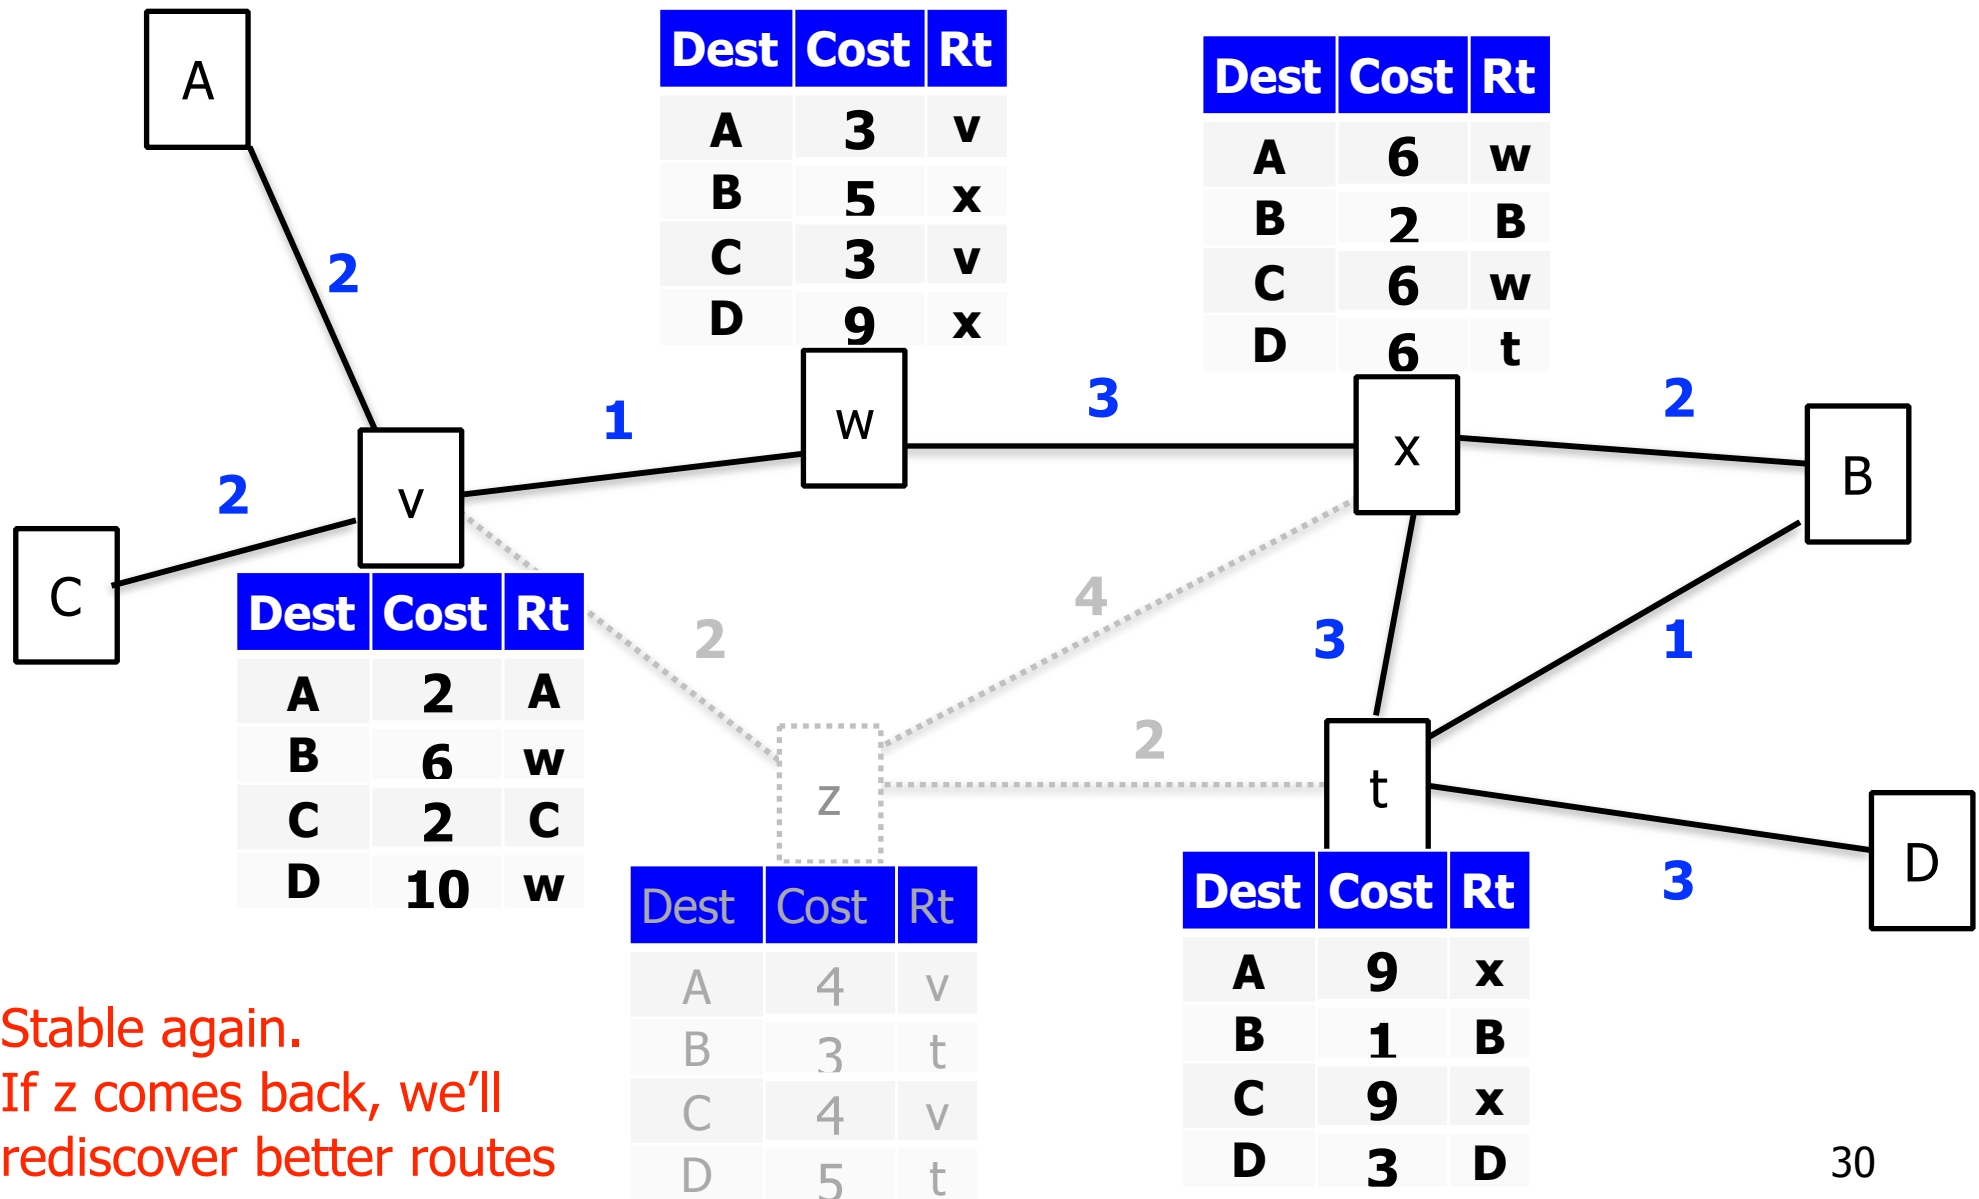 A
Dest Cost Rt
A 3 v
B 5 x
C 3 v
D 9 x
Dest Cost Rt
A 6 w
B 2 B
C 6 w
D 6 t
2
1
w
3
x
2
B
2
v
C
Dest Cost Rt
A 2 A
B 6 w
C 2 C
D 10 w
2
4
3
1
2
z
t
3
D
Dest Cost Rt
A 4 v
B 3 t
C 4 v
D 5 t
Dest Cost Rt
A 9 x
B 1 B
C 9 x
D 3 D
Stable again.
If z comes back, we’ll
rediscover better routes
30